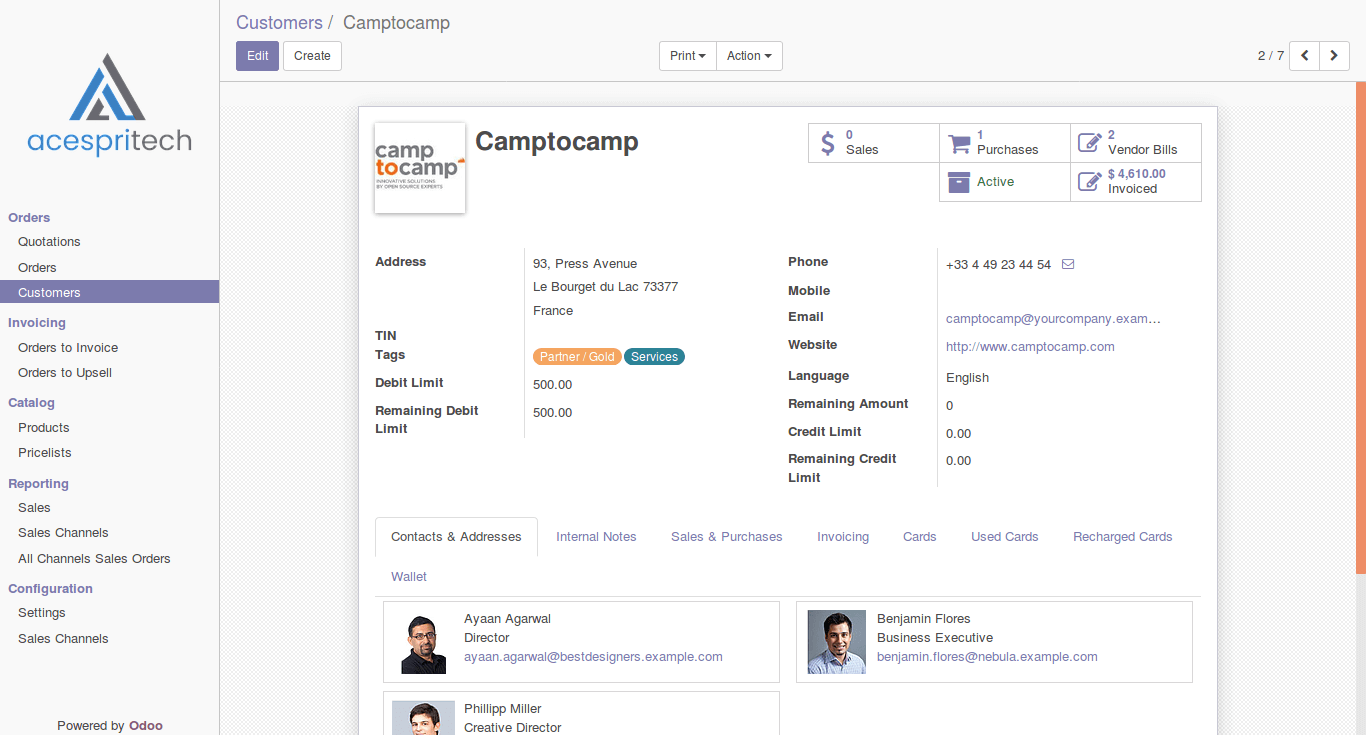 acespritech
Orders
Quotations
Orders
Customers
Invoicing
Orders to Invoice
Orders to Upsell
Catalog
Products
Pricelists
Reporting
Sales
Sales Channels
All Channels Sales Orders
Configuration
Settings
Sales Channels
Powered by Odoo
Customers / Camptocamp
Edit Create
Print Action
2 / 7
camp
tocamp
INNOVATIVE SOLUTIONS
BY OPEN SOURCE EXPERTS
Camptocamp
0
Sales
1
Purchases
2
Vendor Bills
Active
$ 4,610.00
Invoiced
Address
93, Press Avenue
Le Bourget du Lac 73377
France
TIN
Tags Partner / Gold Services
Debit Limit 500.00
Remaining Debit
Limit
500.00
Phone +33 4 49 23 44 54
Mobile
Email camptocamp@yourcompany.exam...
Website http://www.camptocamp.com
Language English
Remaining Amount 0
Credit Limit 0.00
Remaining Credit
Limit
0.00
Contacts & Addresses Internal Notes Sales & Purchases Invoicing Cards Used Cards Recharged Cards
Wallet
Ayaan Agarwal
Director
ayaan.agarwal@bestdesigners.example.com
Benjamin Flores
Business Executive
benjamin.flores@nebula.example.com
Phillipp Miller
Creative Director